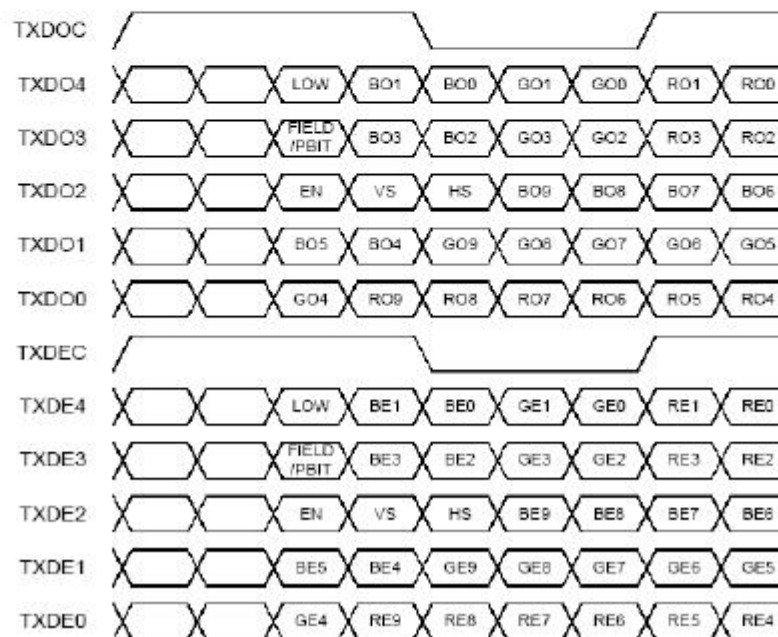 TXDOC
TXDO4 LOW BO1 BO0 GO1 GO0 RO1 RO0
TXDO3 FIELD /PBIT BO3 BO2 GO3 GO2 RO3 RO2
TXDO2 EN VS HS BO9 BO8 BO7 BO6
TXDO1 BO5 BO4 GO9 GO8 GO7 GO6 GO5
TXDO0 GO4 RO9 RO8 RO7 RO6 RO5 RO4
TXDEC
TXDE4 LOW BE1 BE0 GE1 GE0 RE1 RE0
TXDE3 FIELD /PBIT BE3 BE2 GE3 GE2 RE3 RE2
TXDE2 EN VS HS BE9 BE8 BE7 BE6
TXDE1 BE5 BE4 GE9 GE8 GE7 GE6 GE5
TXDE0 GE4 RE9 RE8 RE7 RE6 RE5 RE4